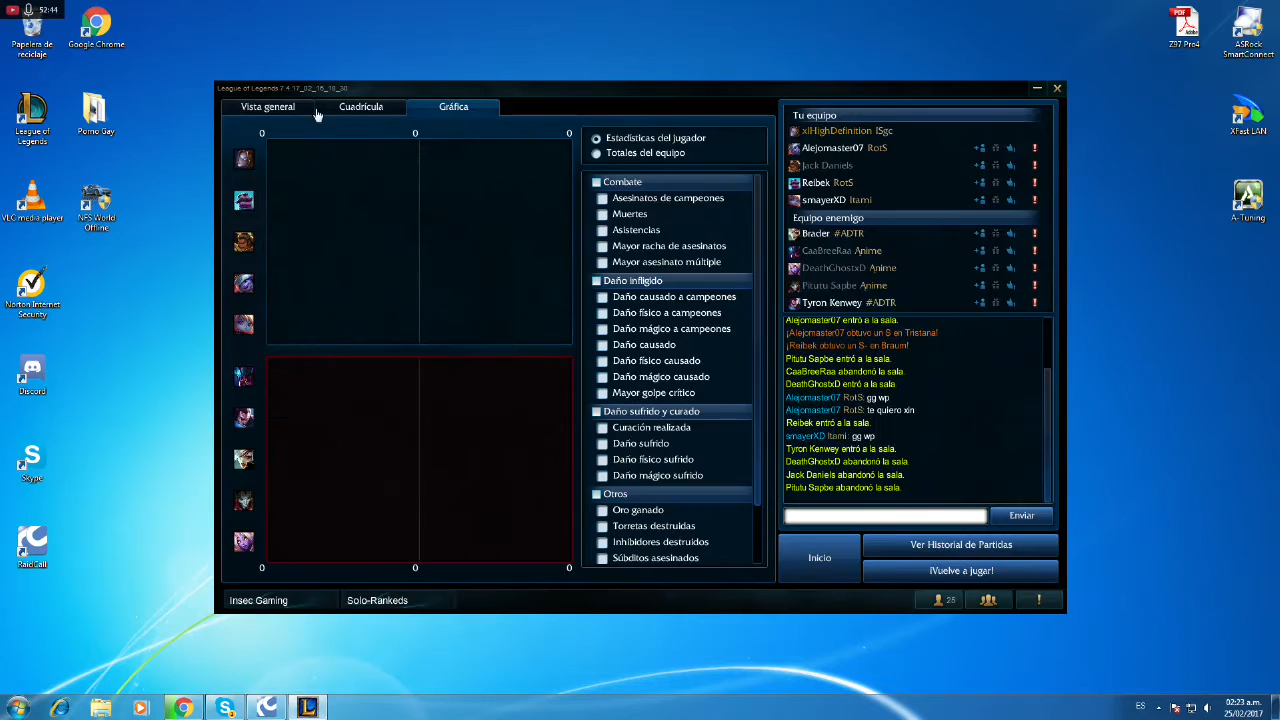 52:44
Papelera de
reciclaje
Google Chrome
League of
Legends
Porno Gay
VLC media player
NFS World
Offline
Norton Internet
Security
Discord
Skype
RaidCall
PDF
Adobe
Z97 Pro4
ASRock
SmartConnect
XFast LAN
A-Tuning
League of Legends 7.4.17_02_15_18_30
Vista general
Cuadrícula
Gráfica
0 0 0
0 0 0
Estadísticas del jugador
Totales del equipo
Combate
Asesinatos de campeones
Muertes
Asistencias
Mayor racha de asesinatos
Mayor asesinato múltiple
Daño infligido
Daño causado a campeones
Daño físico a campeones
Daño mágico a campeones
Daño causado
Daño físico causado
Daño mágico causado
Mayor golpe crítico
Daño sufrido y curado
Curación realizada
Daño sufrido
Daño físico sufrido
Daño mágico sufrido
Otros
Oro ganado
Torretas destruidas
Inhibidores destruidos
Súbditos asesinados
Tu equipo
xlHighDefinition ISgc
Alejomaster07 RotS
Jack Daniels
Reibek RotS
smayerXD Itami
Equipo enemigo
Brader #ADTR
CaaBreeRaa Anime
DeathGhostxD Anime
Pitutu Sapbe Anime
Tyron Kenwey #ADTR
Alejomaster07 entró a la sala.
¡Alejomaster07 obtuvo un S en Tristana!
¡Reibek obtuvo un S- en Braum!
Pitutu Sapbe entró a la sala.
CaaBreeRaa abandonó la sala.
DeathGhostxD entró a la sala
Alejomaster07 RotS: gg wp
Alejomaster07 RotS: te quiero xin
Reibek entró a la sala.
smayerXD Itami: gg wp
Tyron Kenwey entró a la sala.
DeathGhostxD abandonó la sala.
Jack Daniels abandonó la sala.
Pitutu Sapbe abandonó la sala.
Enviar
Inicio
Ver Historial de Partidas
¡Vuelve a jugar!
Insec Gaming
Solo-Rankeds
25
ES
02:23 a.m.
25/02/2017